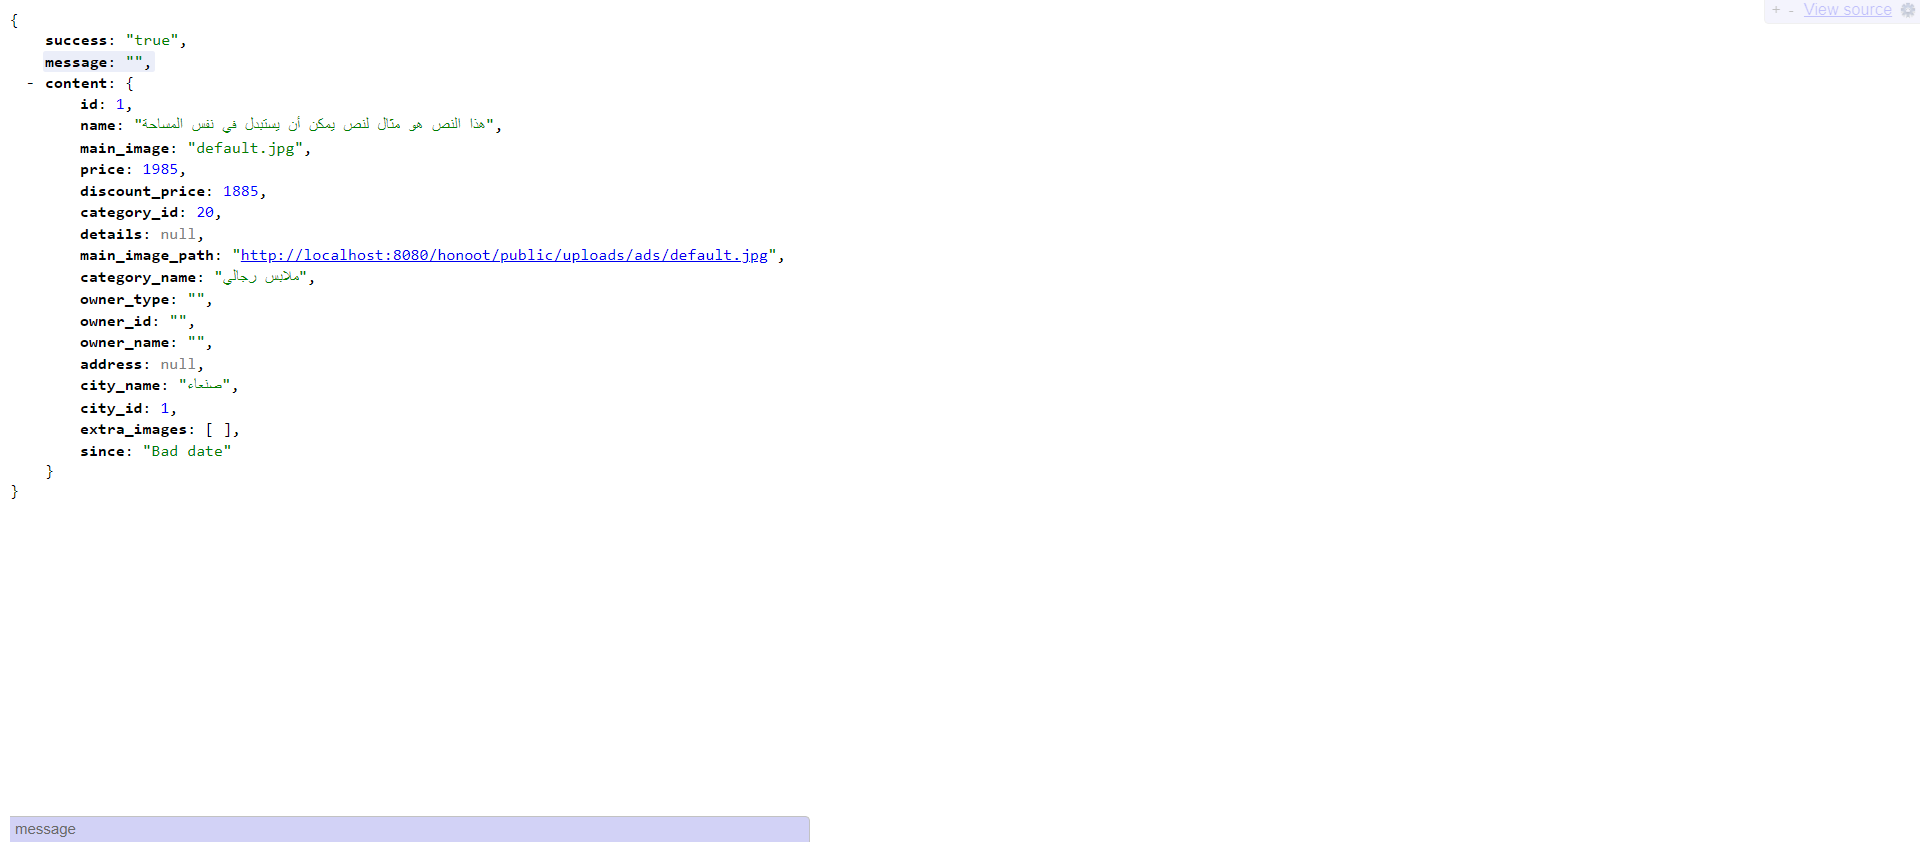 + - View source
{
success: "true",
message: "",
- content: {
id: 1,
name: "هذا النص هو مثال لنص يمكن أن يستبدل في نفس المساحة",
main_image: "default.jpg",
price: 1985,
discount_price: 1885,
category_id: 20,
details: null,
main_image_path: "http://localhost:8080/honoot/public/uploads/ads/default.jpg",
category_name: "ملابس رجالي",
owner_type: "",
owner_id: "",
owner_name: "",
address: null,
city_name: "صنعاء",
city_id: 1,
extra_images: [ ],
since: "Bad date"
}
}
message